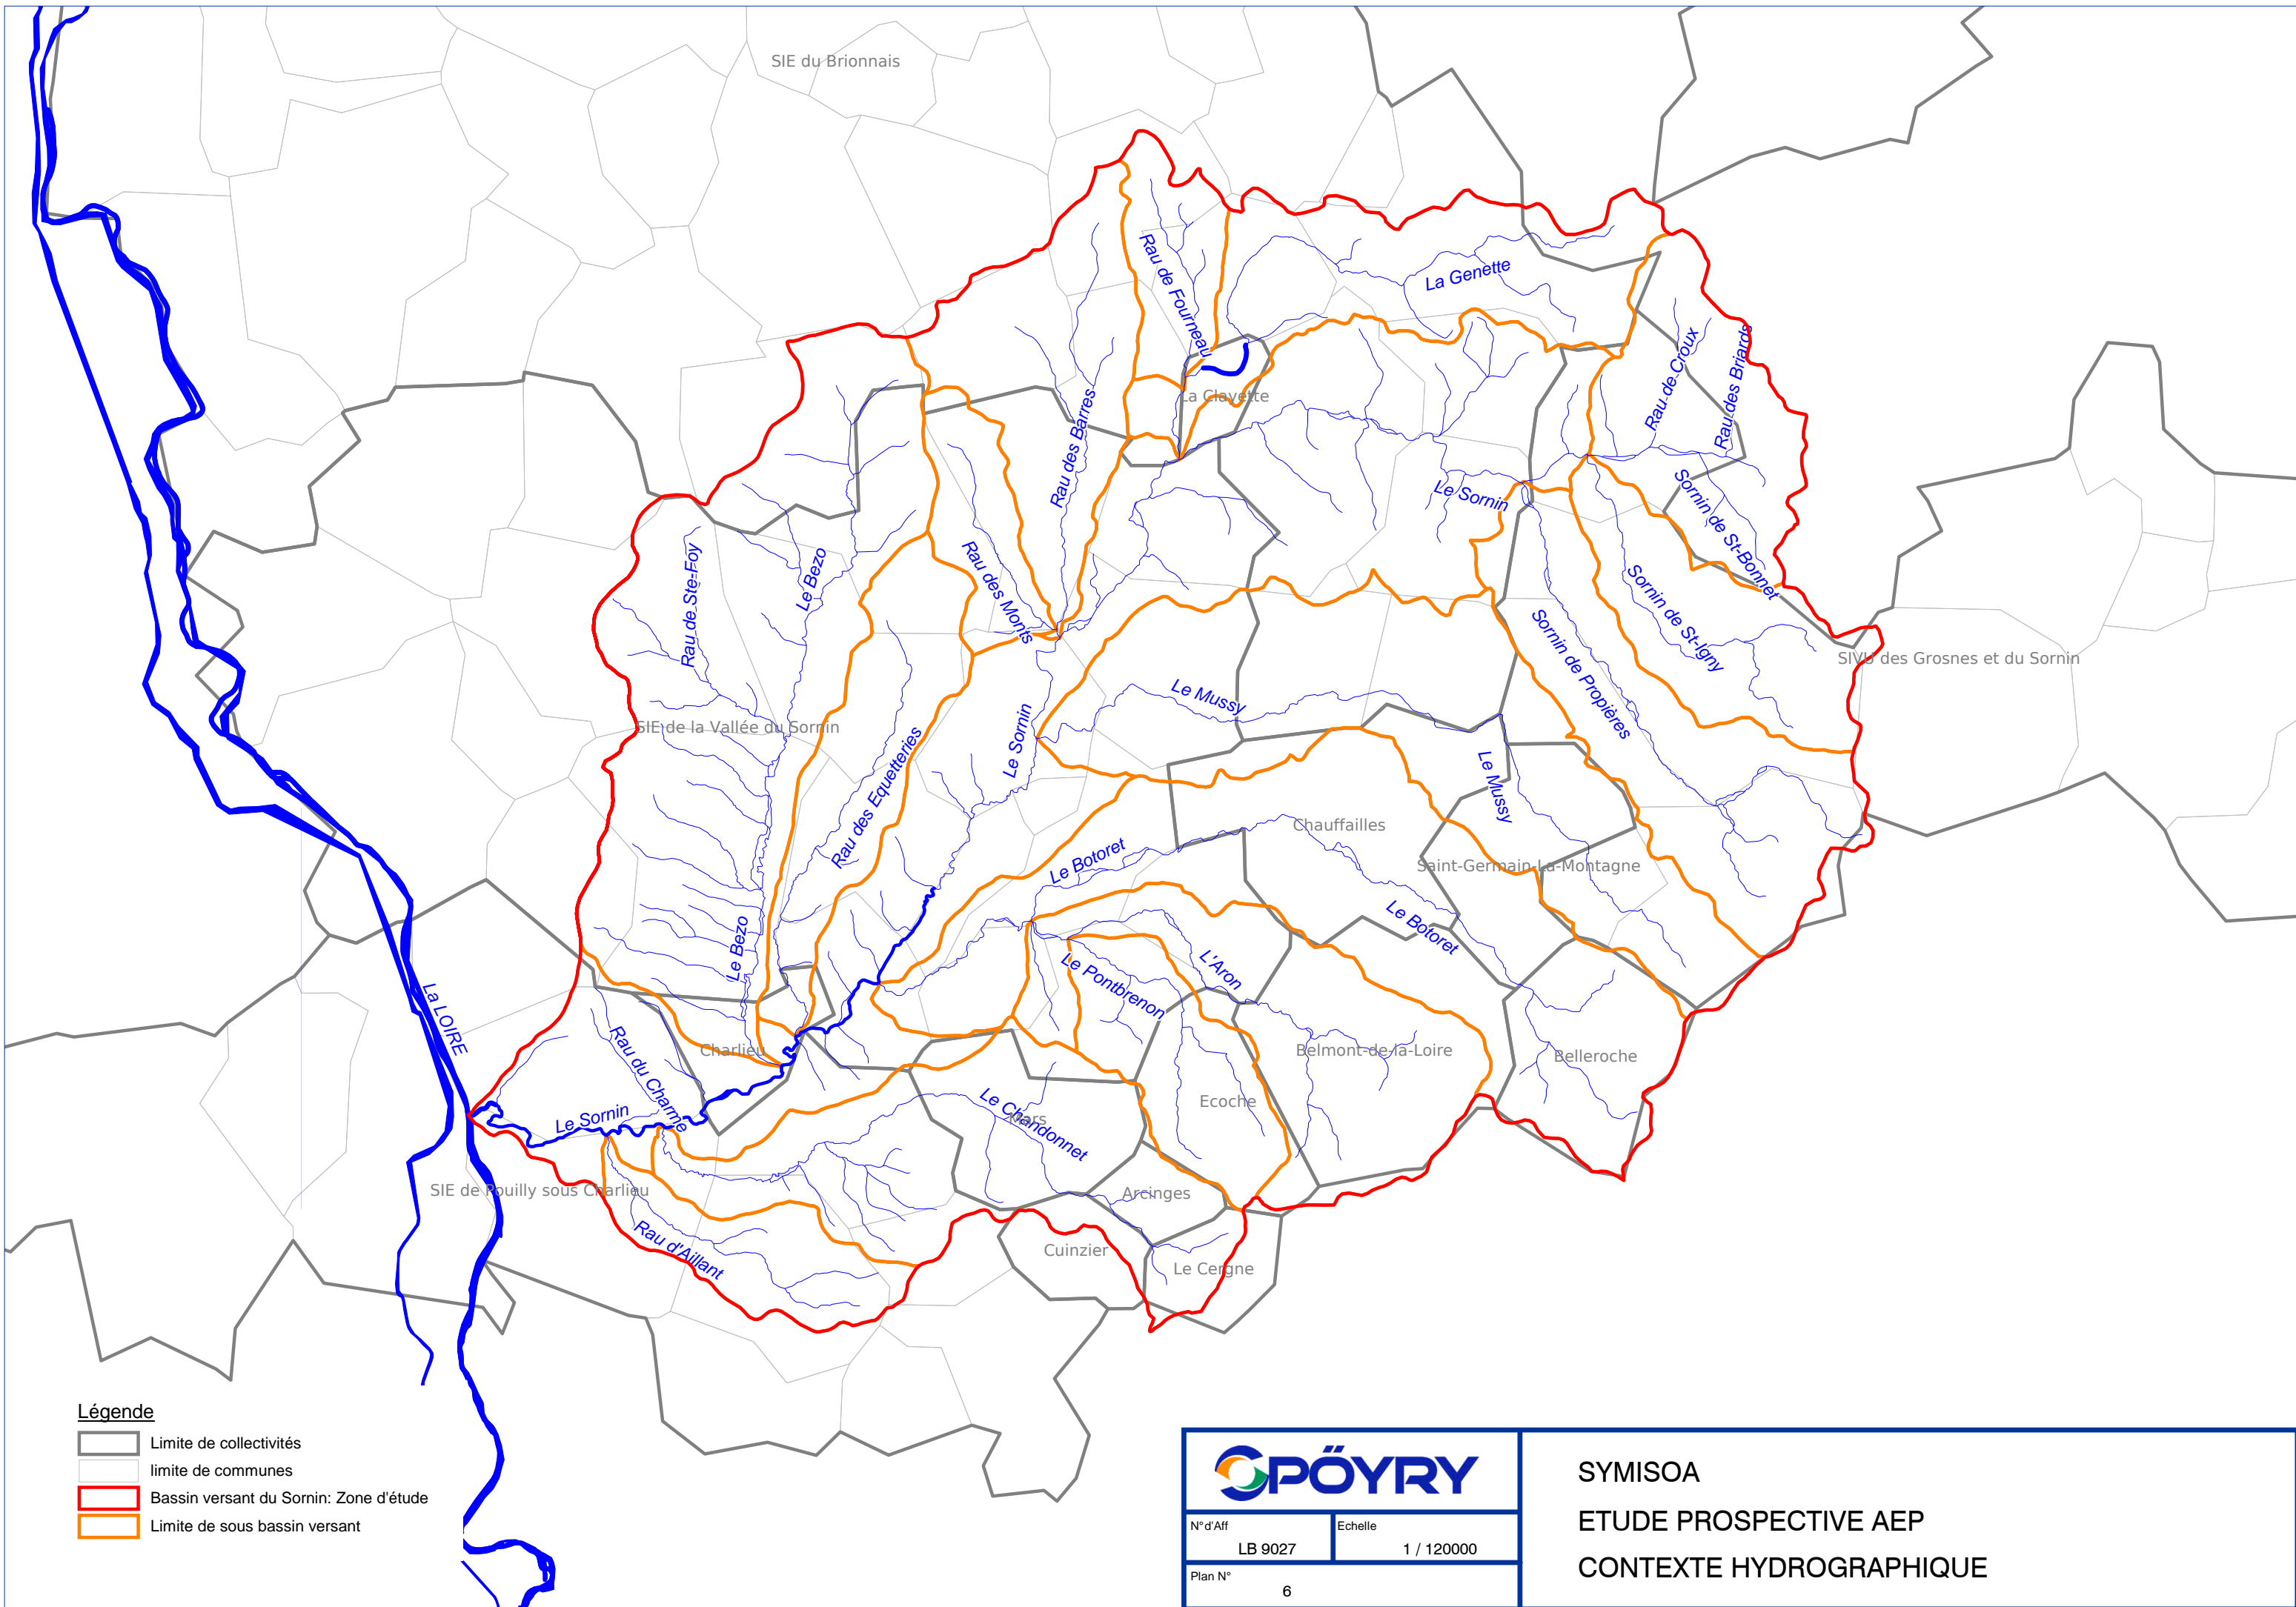 SIE du Brionnais
Rau de Fourneau
La Genette
Rau de Croux
Rau des Briards
La Clayette
Rau des Barres
Le Sornin
Sornin de St-Bonnet
Rau de Ste-Foy
Le Bezo
Rau des Monts
Sornin de St-Igny
Sornin de Propières
SIVU des Grosnes et du Sornin
Le Mussy
SIE de la Vallée du Sornin
Le Sornin
Le Mussy
Rau des Equetteries
Chauffailles
Le Botoret
Saint-Germain-La-Montagne
Le Botoret
Le Bezo
L'Aron
Le Pontbrenon
La LOIRE
Rau du Charme
Charlieu
Belmont-de-la-Loire
Belleroche
Ecoche
Le Sornin
Le Chandonnet
Mars
SIE de Pouilly sous Charlieu
Arcinges
Rau d'Aillant
Cuinzier
Le Cergne
Légende
Limite de collectivités
limite de communes
Bassin versant du Sornin: Zone d'étude
Limite de sous bassin versant
PÖYRY
N°d'Aff
LB 9027
Echelle
1 / 120000
Plan N°
6
SYMISOA
ETUDE PROSPECTIVE AEP
CONTEXTE HYDROGRAPHIQUE